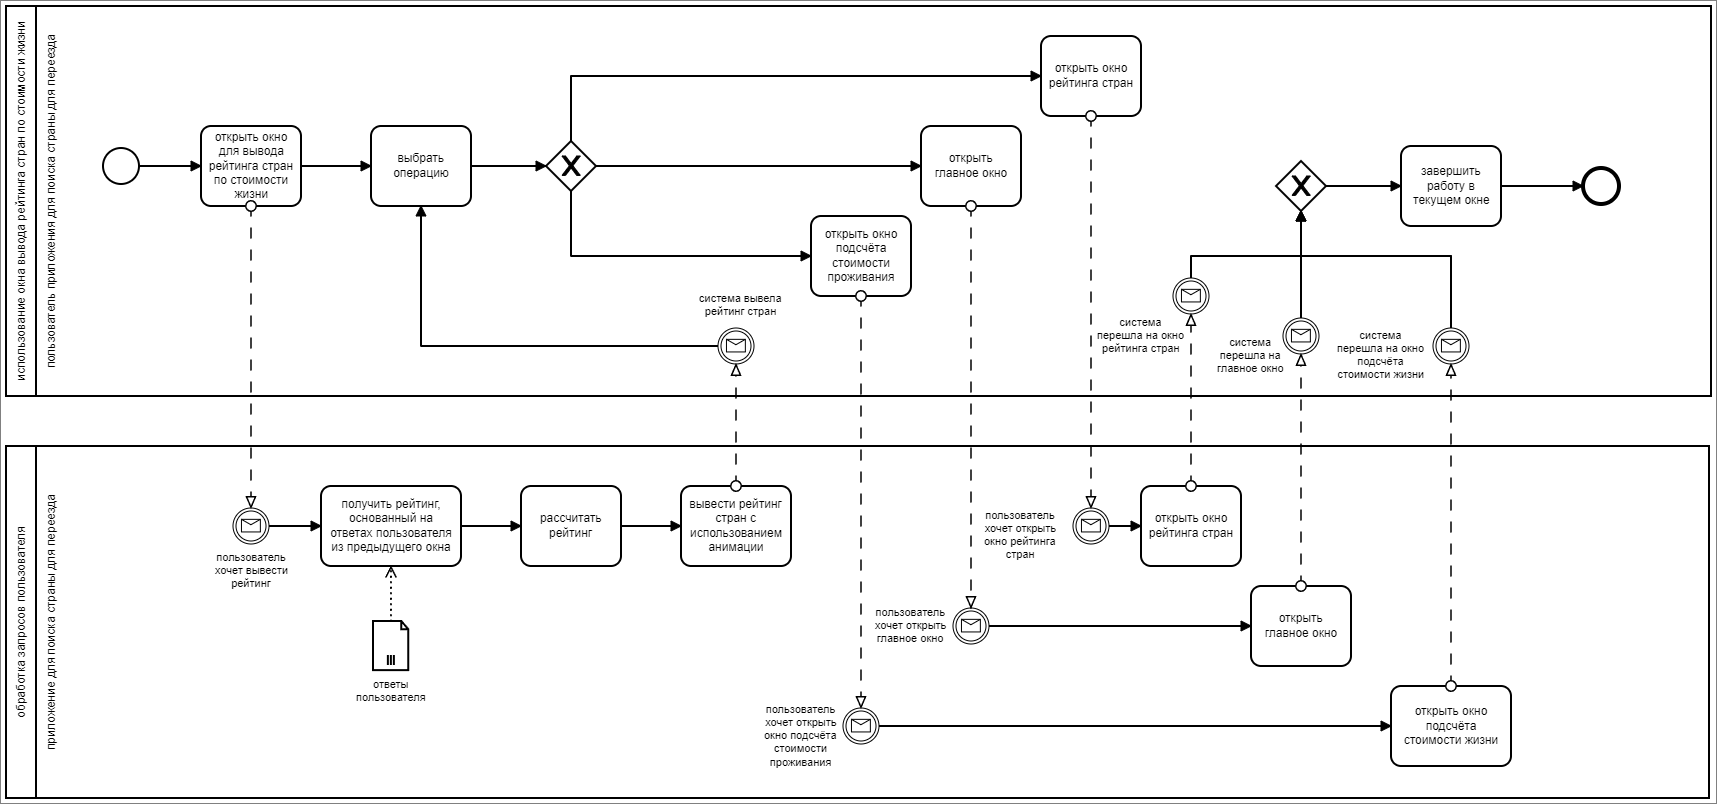 использование окна вывода рейтинга стран по стоимости жизни
пользователь приложения для поиска страны для переезда
открыть окно
для вывода
рейтинга стран
по стоимости
жизни
выбрать
операцию
открыть окно
рейтинга стран
открыть
главное окно
открыть окно
подсчёта
стоимости
проживания
система вывела
рейтинг стран
завершить
работу в
текущем окне
система
перешла на окно
рейтинга стран
система
перешла на
главное окно
система
перешла на окно
подсчёта
стоимости жизни
обработка запросов пользователя
приложение для поиска страны для переезда
пользователь
хочет вывести
рейтинг
получить рейтинг,
основанный на
ответах пользователя
из предыдущего окна
рассчитать
рейтинг
вывести рейтинг
стран с
использованием
анимации
ответы
пользователя
пользователь
хочет открыть
окно рейтинга
стран
открыть окно
рейтинга стран
пользователь
хочет открыть
главное окно
открыть
главное окно
пользователь
хочет открыть
окно подсчёта
стоимости
проживания
открыть окно
подсчёта
стоимости жизни